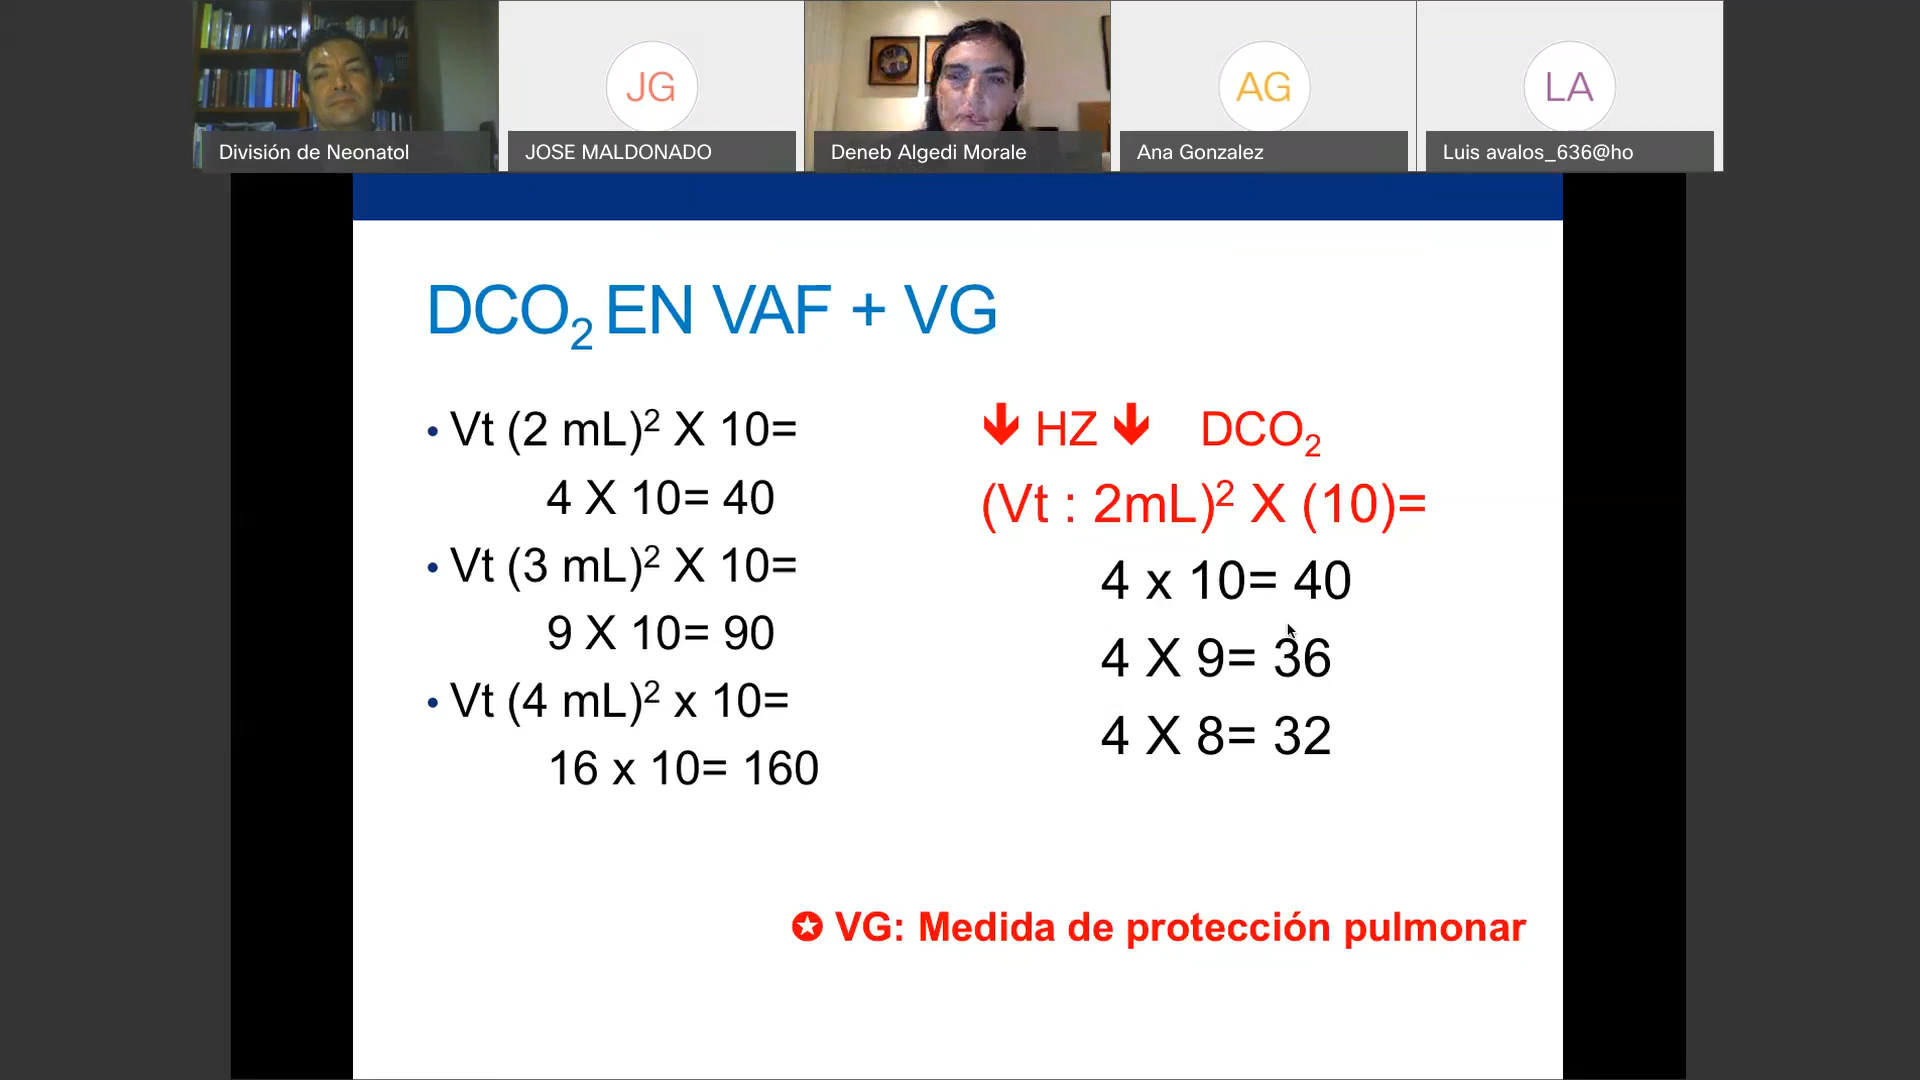 JG
AG
LA
División de Neonatol
JOSE MALDONADO
Deneb Algedi Morale
Ana Gonzalez
Luis avalos_636@ho
DCO₂ EN VAF + VG
• Vt (2 mL)² X 10=
4 X 10= 40
• Vt (3 mL)² X 10=
9 X 10= 90
• Vt (4 mL)² x 10=
16 x 10= 160
🡻 HZ 🡻 DCO₂
(Vt : 2mL)² X (10)=
4 x 10= 40
4 X 9= 36
4 X 8= 32
✪ VG: Medida de protección pulmonar